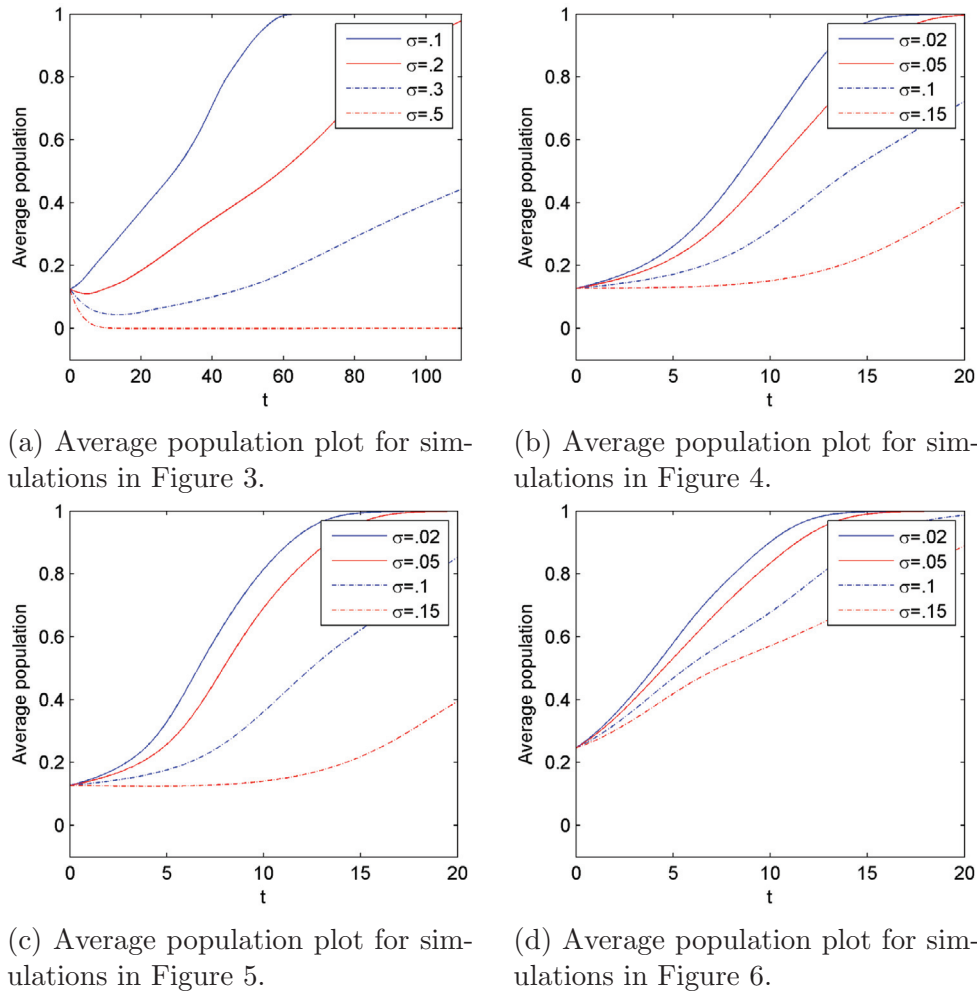 1
0.8
0.6
0.4
0.2
0
Average population
0 20 40 60 80 100
t
σ=.1
σ=.2
σ=.3
σ=.5
(a) Average population plot for sim-
ulations in Figure 3.
1
0.8
0.6
0.4
0.2
0
Average population
0 5 10 15 20
t
σ=.02
σ=.05
σ=.1
σ=.15
(b) Average population plot for sim-
ulations in Figure 4.
1
0.8
0.6
0.4
0.2
0
Average population
0 5 10 15 20
t
σ=.02
σ=.05
σ=.1
σ=.15
(c) Average population plot for sim-
ulations in Figure 5.
1
0.8
0.6
0.4
0.2
0
Average population
0 5 10 15 20
t
σ=.02
σ=.05
σ=.1
σ=.15
(d) Average population plot for sim-
ulations in Figure 6.